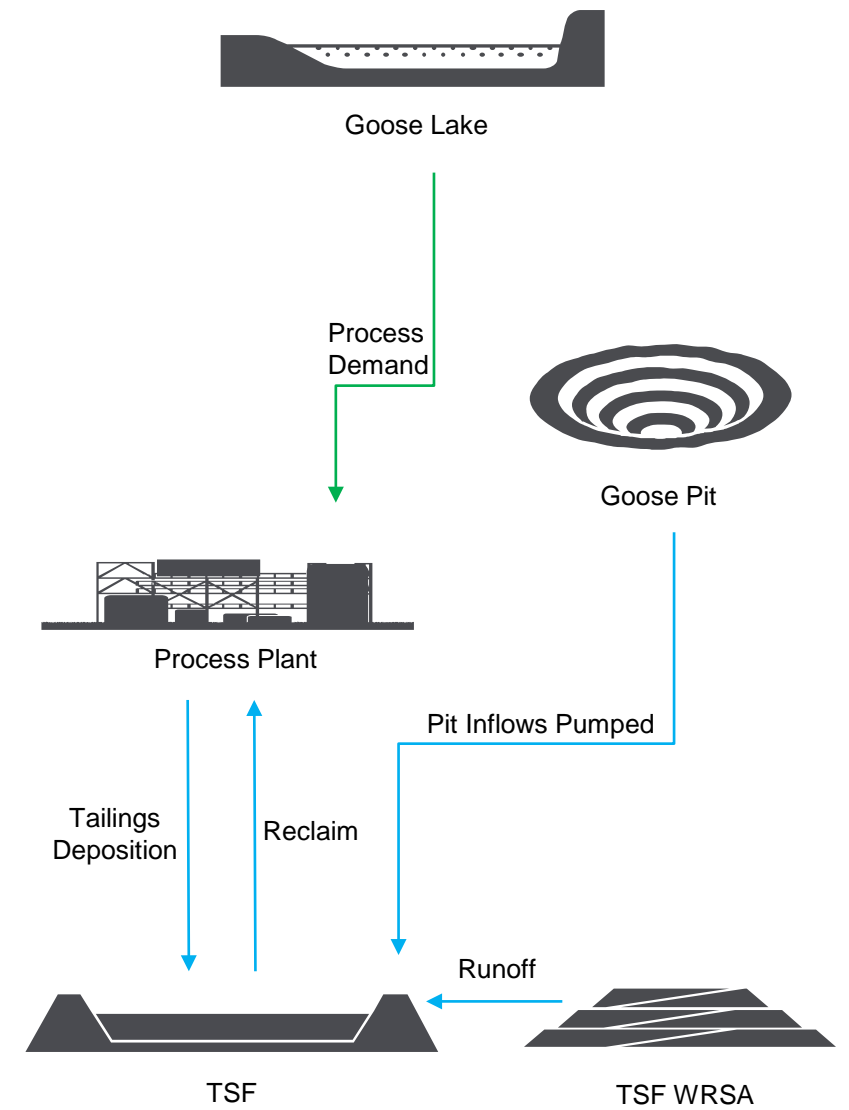 Goose Lake
Process
Demand
Goose Pit
Process Plant
Pit Inflows Pumped
Tailings
Deposition
Reclaim
Runoff
TSF
TSF WRSA